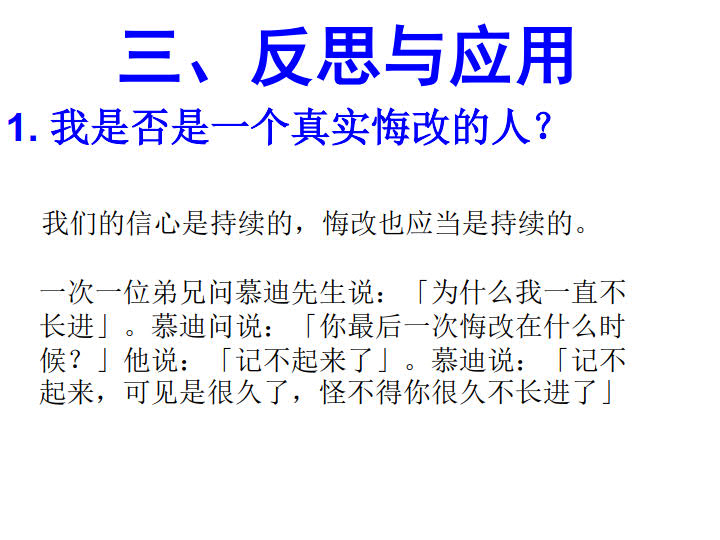 三、反思与应用
1. 我是否是一个真实悔改的人？
我们的信心是持续的，悔改也应当是持续的。
一次一位弟兄问慕迪先生说：「为什么我一直不
长进」。慕迪问说：「你最后一次悔改在什么时
候？」他说：「记不起来了」。慕迪说：「记不
起来，可见是很久了，怪不得你很久不长进了」